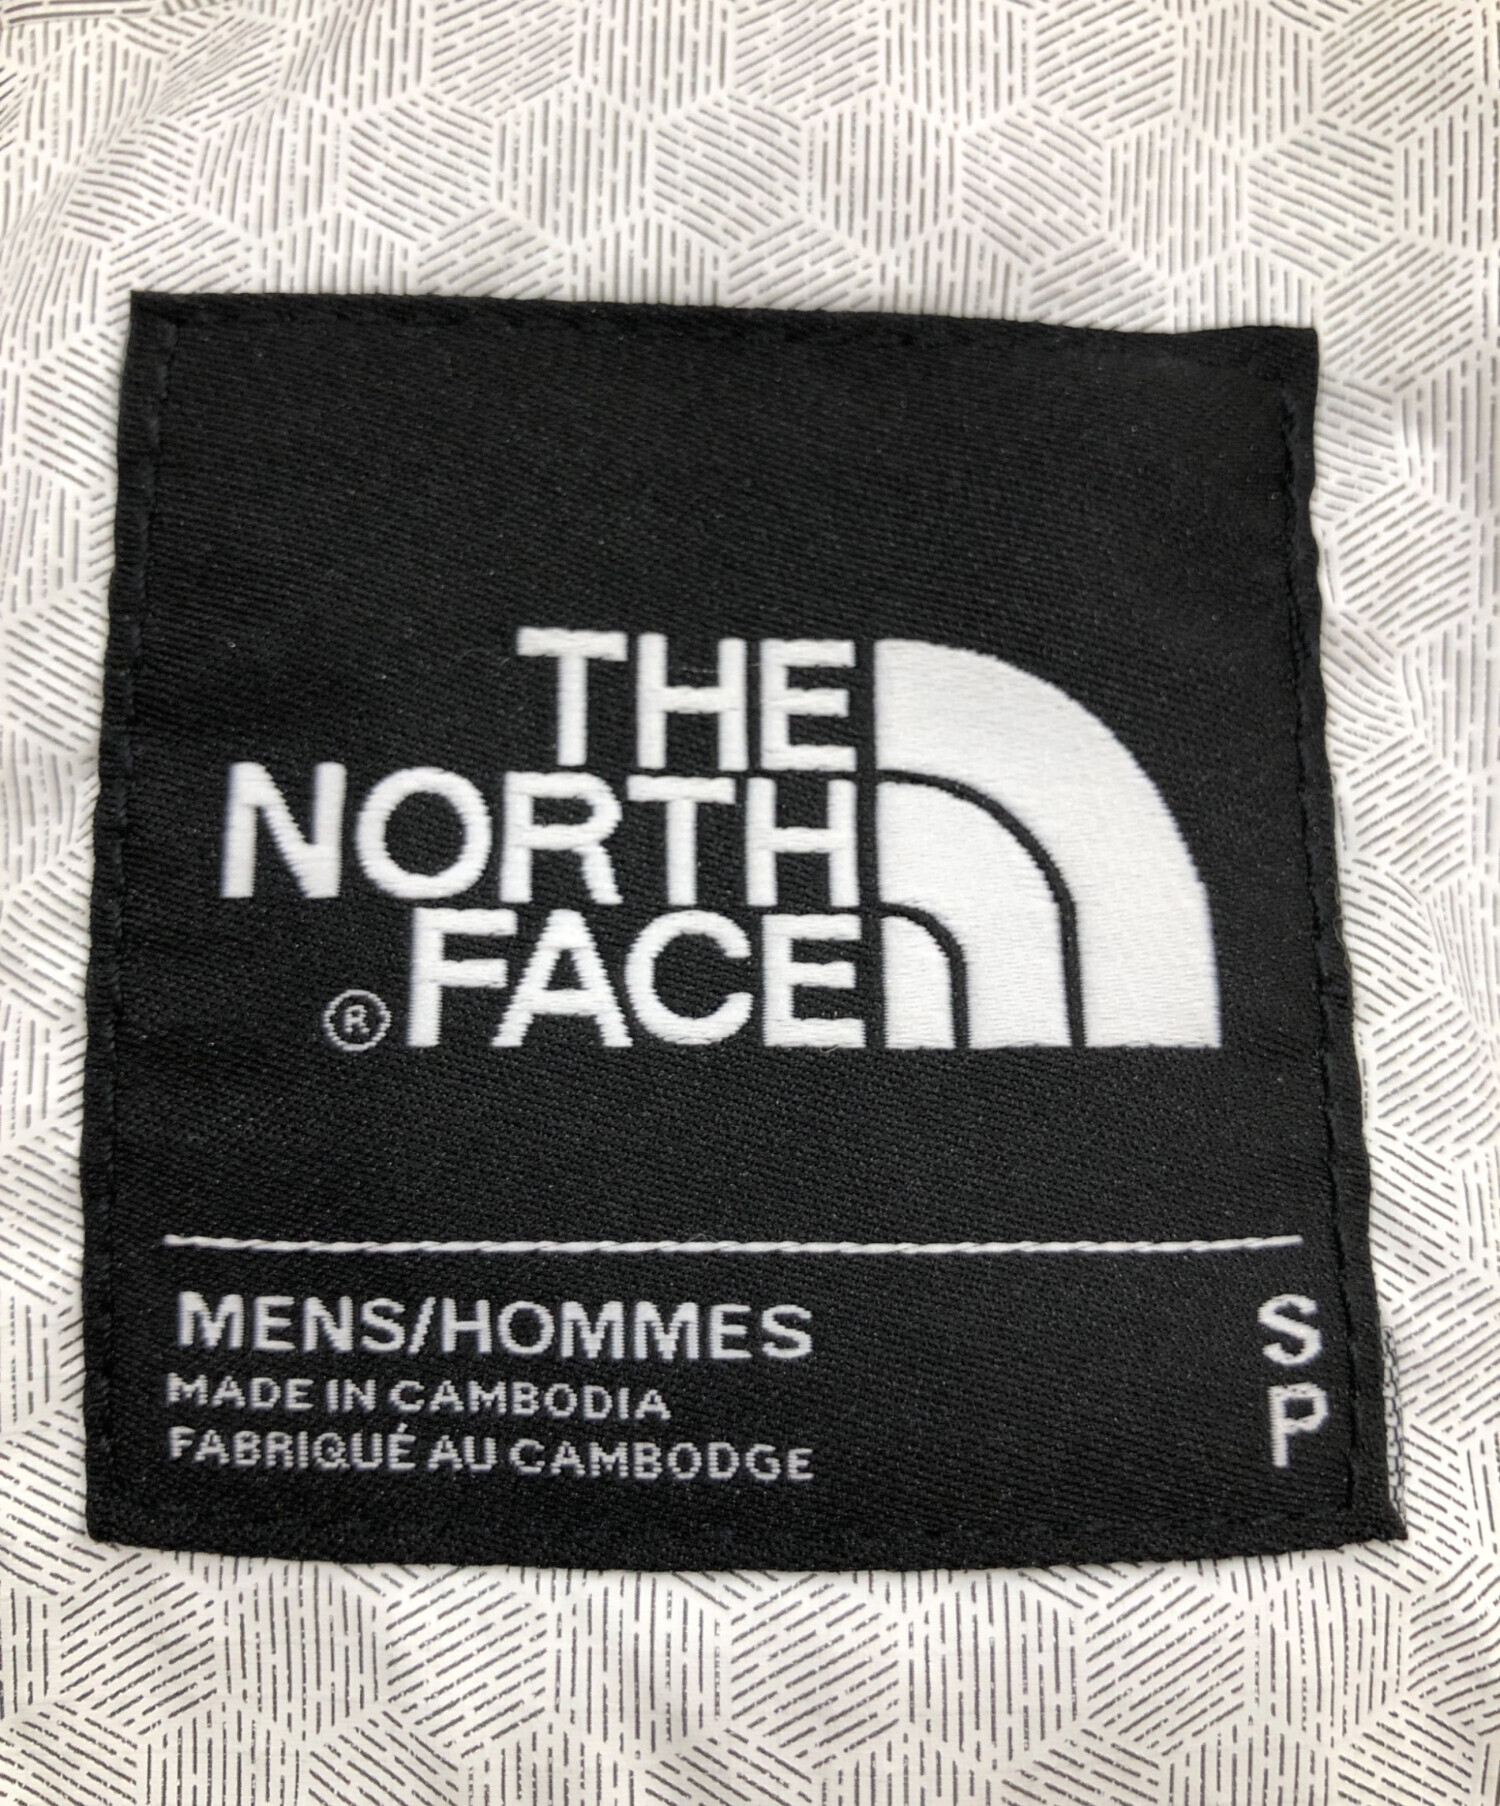 THE
NORTH
® FACE
MENS/HOMMES S
MADE IN CAMBODIA P
FABRIQUÉ AU CAMBODGE